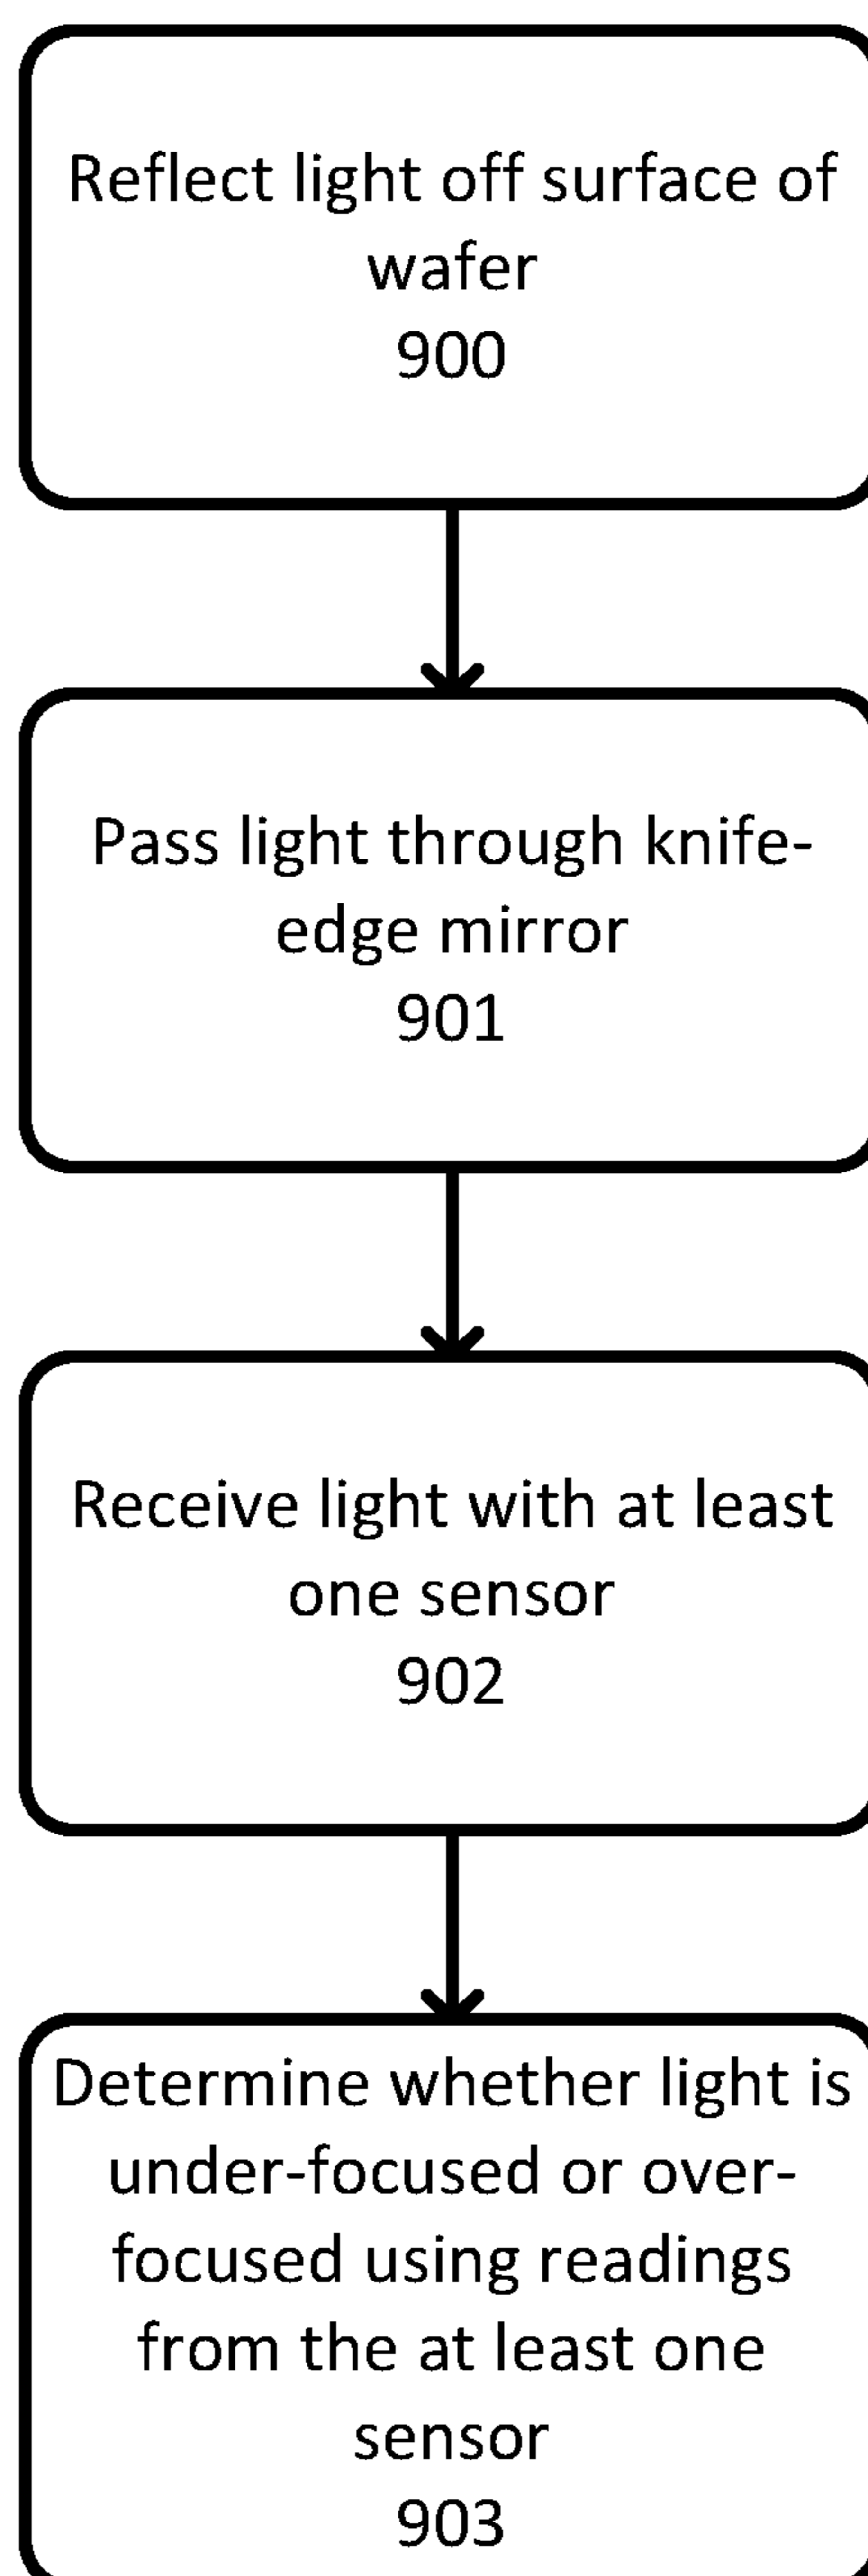 Reflect light off surface of
wafer
900
Pass light through knife-
edge mirror
901
Receive light with at least
one sensor
902
Determine whether light is
under-focused or over-
focused using readings
from the at least one
sensor
903